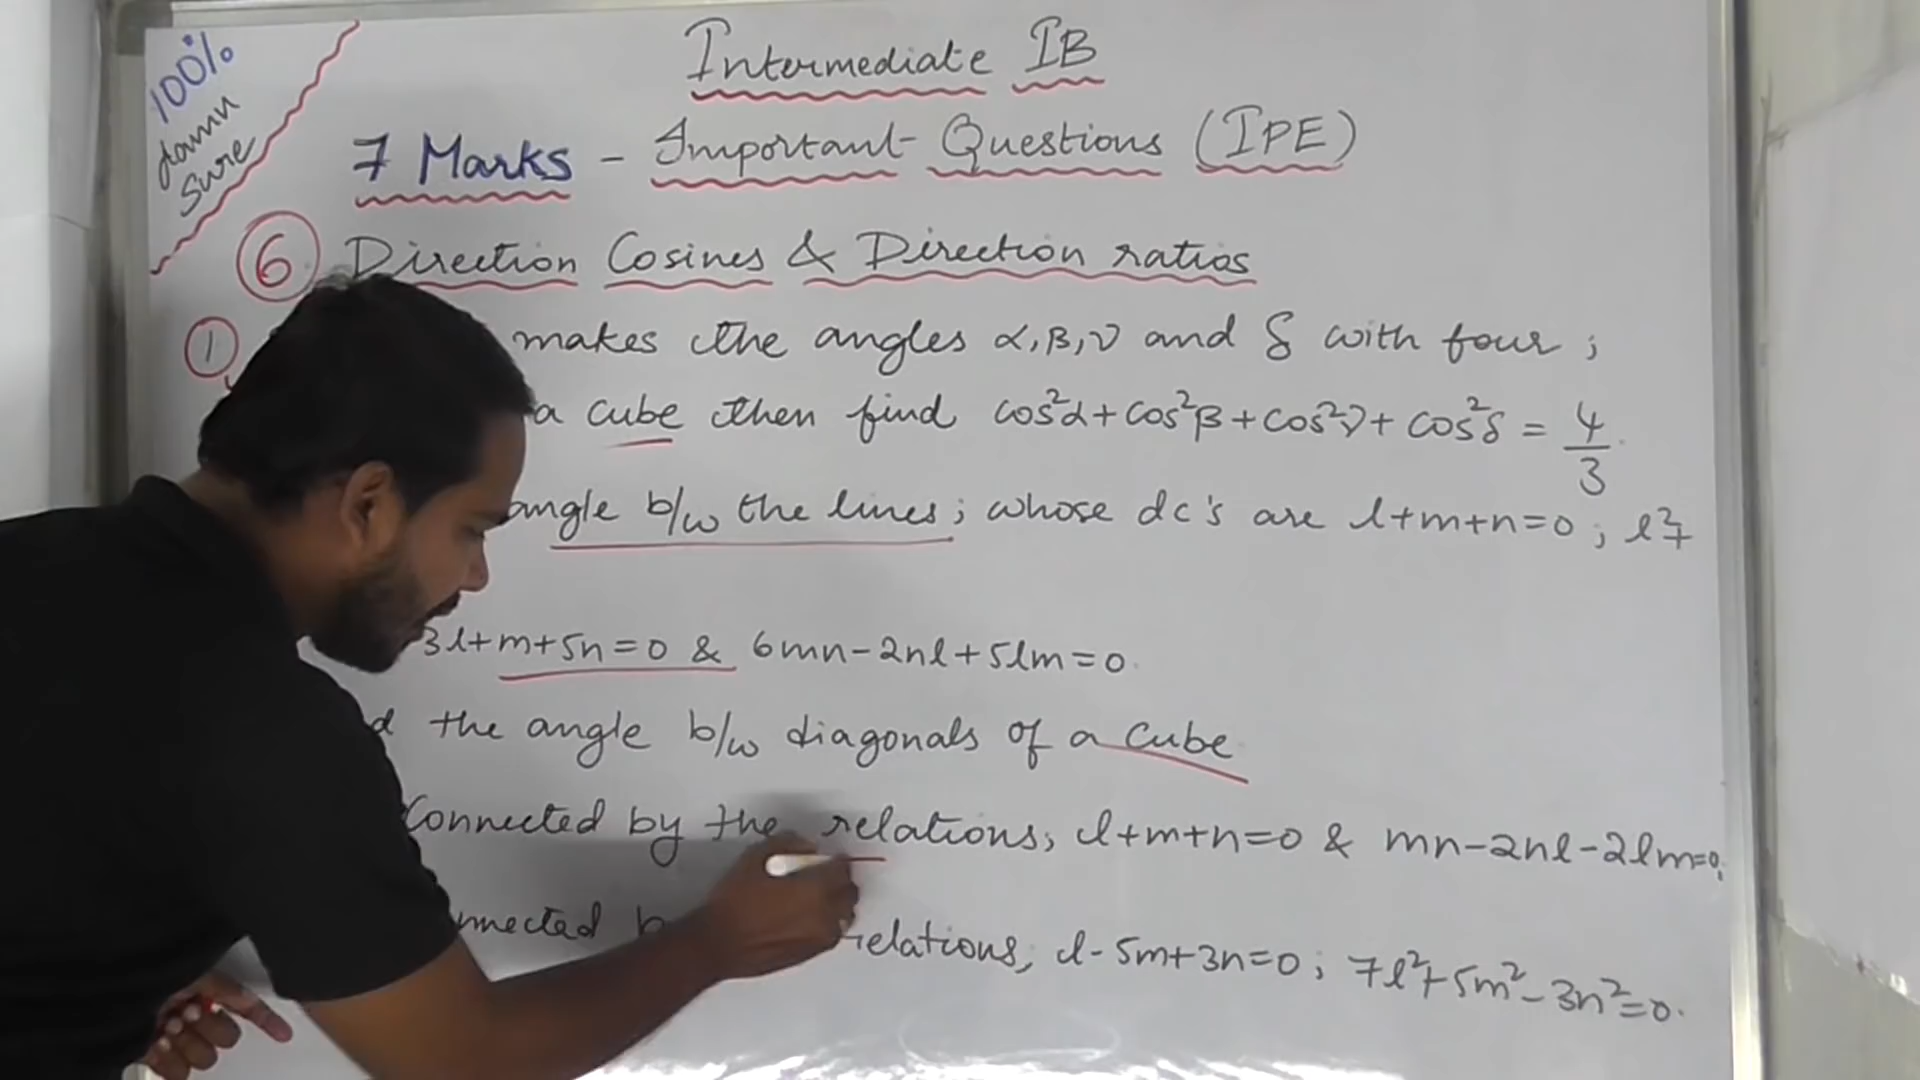 100%
damn
sure
Intermediate IB
7 Marks - Important Questions (IPE)
⑥ Direction Cosines & Direction ratios
① makes the angles α, β, ν and δ with four ;
a cube then find cos²α + cos²β + cos²ν + cos²δ = 4/3
angle b/w the lines ; whose dc's are l+m+n=0 ; l²+
3l+m+5n=0 & 6mn-2nl+5lm=0.
the angle b/w diagonals of a cube
Connected by the relations, l+m+n=0 & mn-2nl-2lm=0.
relations, l-5m+3n=0 ; 7l²+5m²-3n²=0.